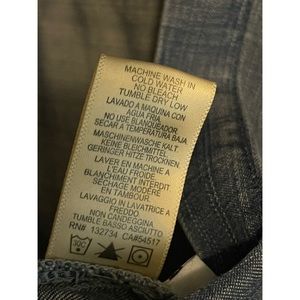 MACHINE WASH IN
COLD WATER
NO BLEACH
TUMBLE DRY LOW
LAVADO A MAQUINA CON
AGUA FRIA.
NO USE BLANQUEADOR
SECAR A TEMPERATURA BAJA
MASCHINENWASCHE KALT
KEINE BLEICHMITTEL
GERINGER HITZE TROCKNEN.
LAVER EN MACHINE A
L'EAU FROIDE
BLANCHIMENT INTERDIT
SECHAGE MODÉRÉ
EN TAMBOUR.
LAVAGGIO IN LAVATRICE A
FREDDO
NON CANDEGGINA
TUMBLE BASSO ASCIUTTO
RN# 132734 CA#54517